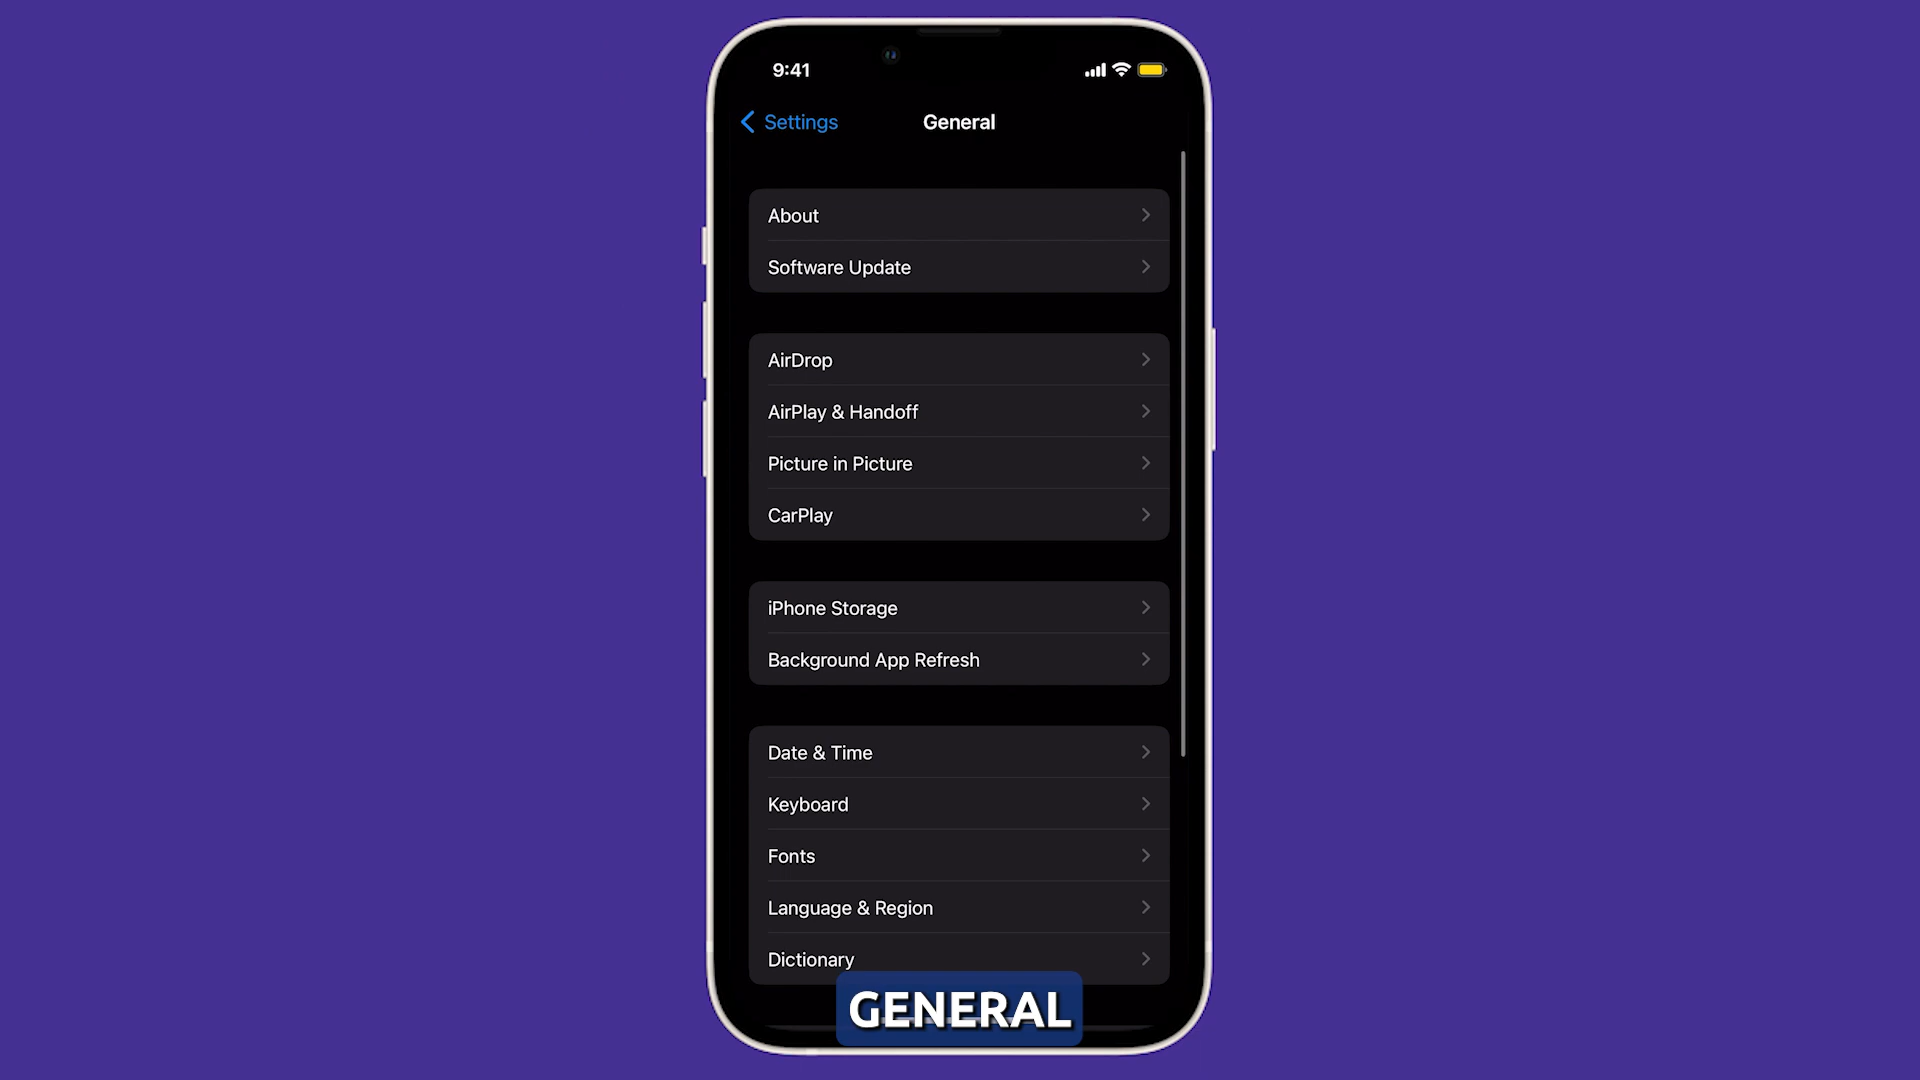 9:41
Settings
General
About
Software Update
AirDrop
AirPlay & Handoff
Picture in Picture
CarPlay
iPhone Storage
Background App Refresh
Date & Time
Keyboard
Fonts
Language & Region
Dictionary
GENERAL